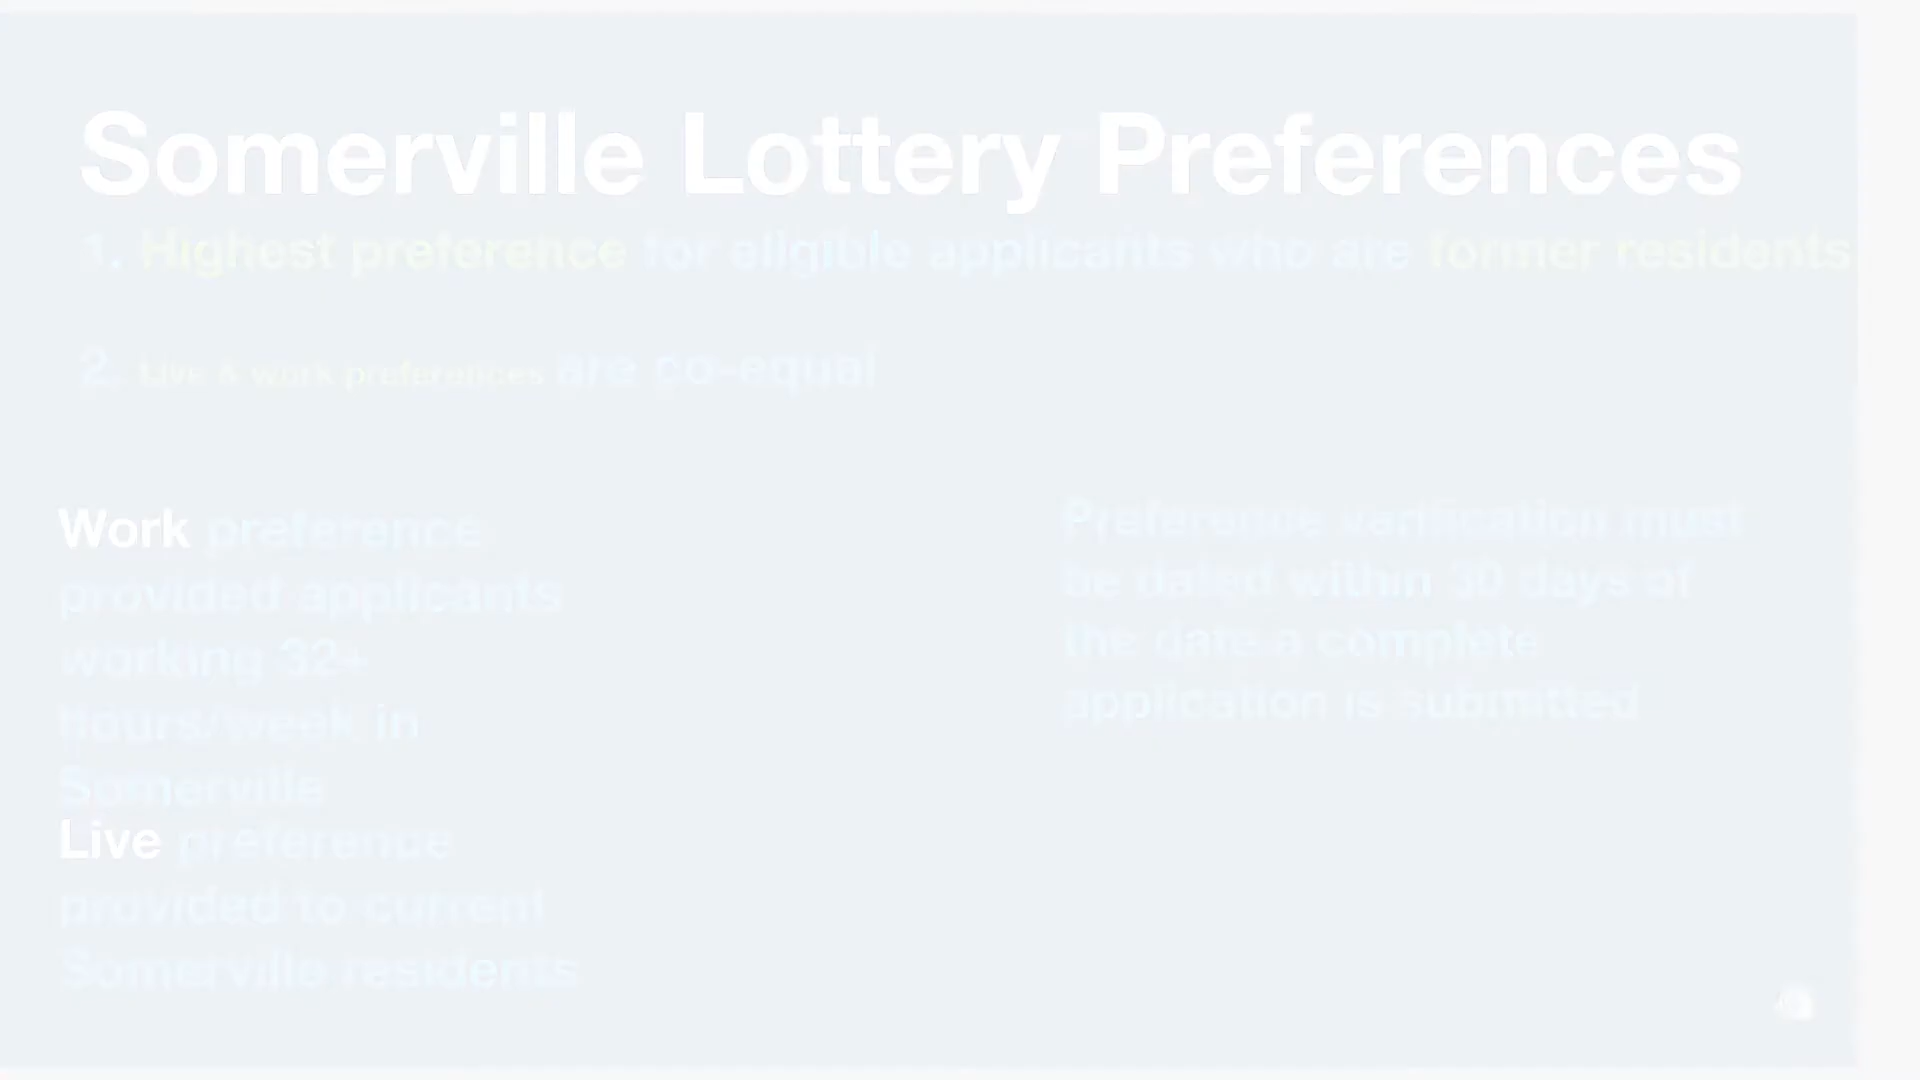 Somerville Lottery Preferences
1. Highest preference for eligible applicants who are former residents
2. Live & work preferences are co-equal
Work preference
provided applicants
working 32+
hours/week in
Somerville
Live preference
provided to current
Somerville residents
Preference verification must
be dated within 30 days of
the date a complete
application is submitted